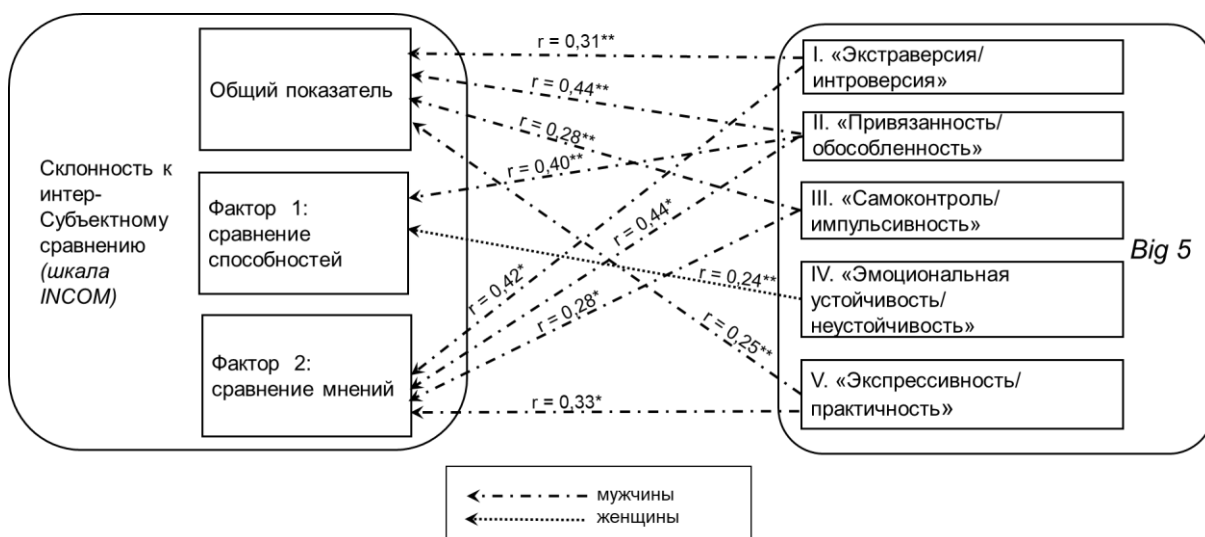 Склонность к
интер-
Субъектному
сравнению
(шкала
INCOM)
Общий показатель
Фактор 1:
сравнение
способностей
Фактор 2:
сравнение мнений
r = 0,31**
r = 0,44**
r = 0,28**
r = 0,40**
r = 0,44*
r = 0,42*
r = 0,28*
r = 0,24**
r = 0,25**
r = 0,33*
I. «Экстраверсия/
интроверсия»
II. «Привязанность/
обособленность»
III. «Самоконтроль/
импульсивность»
IV. «Эмоциональная
устойчивость/
неустойчивость»
V. «Экспрессивность/
практичность»
Big 5
мужчины
женщины